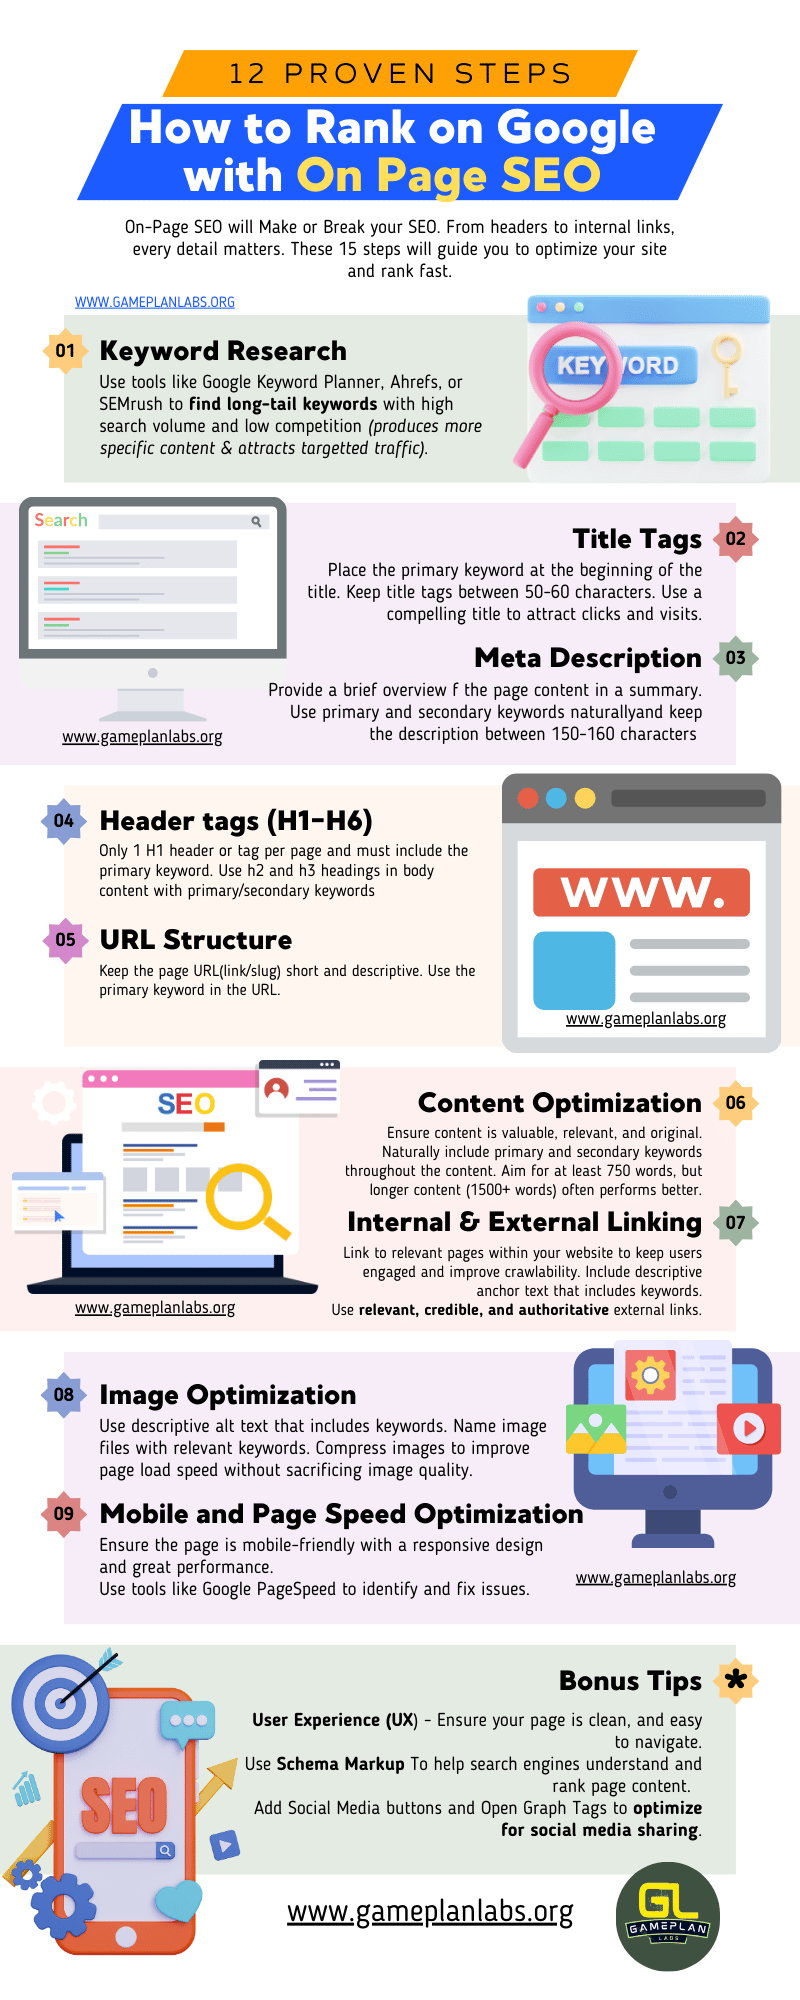 12 PROVEN STEPS
How to Rank on Google
with On Page SEO
On-Page SEO will Make or Break your SEO. From headers to internal links,
every detail matters. These 15 steps will guide you to optimize your site
and rank fast.
WWW.GAMEPLANLABS.ORG
01
Keyword Research
Use tools like Google Keyword Planner, Ahrefs, or
SEMrush to find long-tail keywords with high
search volume and low competition (produces more
specific content & attracts targetted traffic).
KEYWORD
Search
www.gameplanlabs.org
Title Tags
02
Place the primary keyword at the beginning of the
title. Keep title tags between 50-60 characters. Use a
compelling title to attract clicks and visits.
Meta Description
03
Provide a brief overview f the page content in a summary.
Use primary and secondary keywords naturallyand keep
the description between 150-160 characters
04
Header tags (H1-H6)
Only 1 H1 header or tag per page and must include the
primary keyword. Use h2 and h3 headings in body
content with primary/secondary keywords
05
URL Structure
Keep the page URL(link/slug) short and descriptive. Use the
primary keyword in the URL.
www.
www.gameplanlabs.org
SEO
www.gameplanlabs.org
Content Optimization
06
Ensure content is valuable, relevant, and original.
Naturally include primary and secondary keywords
throughout the content. Aim for at least 750 words, but
longer content (1500+ words) often performs better.
Internal & External Linking
07
Link to relevant pages within your website to keep users
engaged and improve crawlability. Include descriptive
anchor text that includes keywords.
Use relevant, credible, and authoritative external links.
08
Image Optimization
Use descriptive alt text that includes keywords. Name image
files with relevant keywords. Compress images to improve
page load speed without sacrificing image quality.
09
Mobile and Page Speed Optimization
Ensure the page is mobile-friendly with a responsive design
and great performance.
Use tools like Google PageSpeed to identify and fix issues.
www.gameplanlabs.org
Bonus Tips
*
User Experience (UX) - Ensure your page is clean, and easy
to navigate.
Use Schema Markup To help search engines understand and
rank page content.
Add Social Media buttons and Open Graph Tags to optimize
for social media sharing.
SEO
www.gameplanlabs.org
GL
GAMEPLAN
LABS